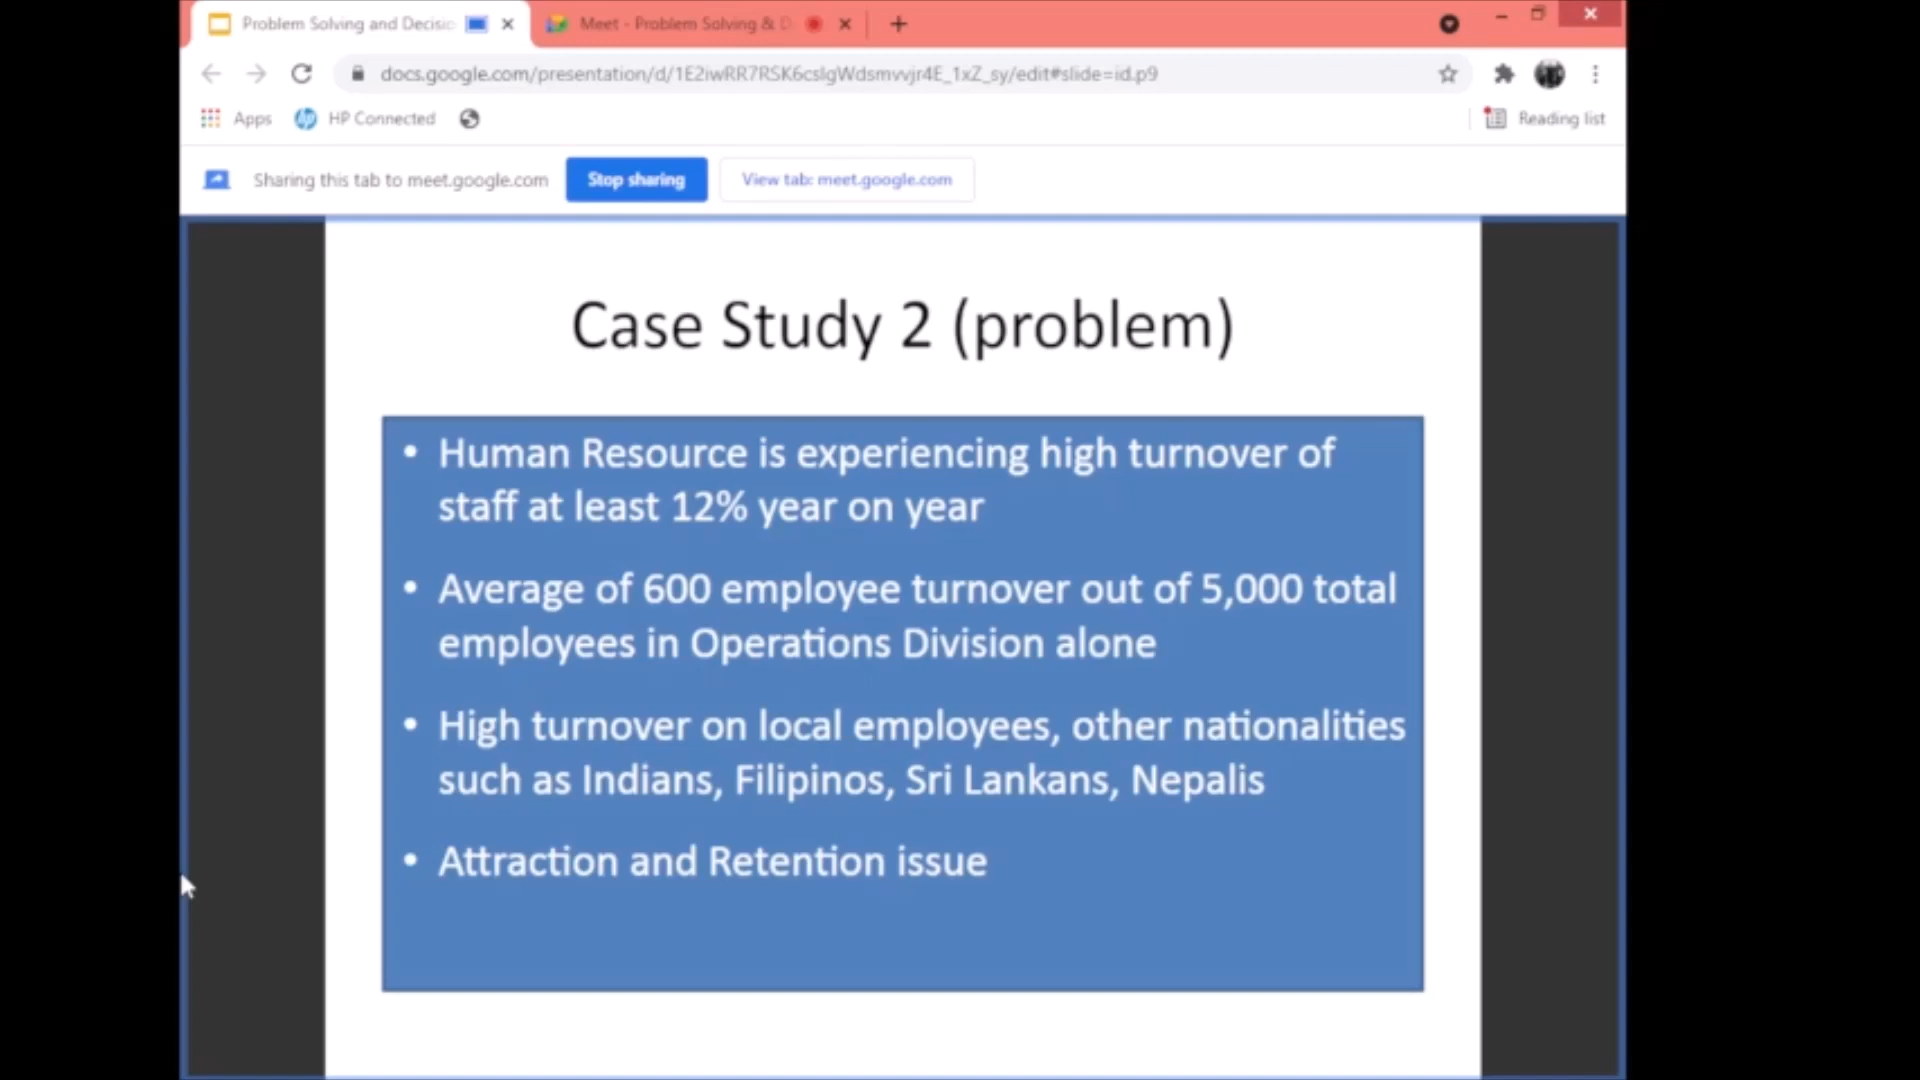 Problem Solving and Decisio
Meet - Problem Solving & D
docs.google.com/presentation/d/1E2iwRR7RSK6cslgWdsmvvjr4E_1xZ_sy/edit#slide=id.p9
Apps
HP Connected
Reading list
Sharing this tab to meet.google.com
Stop sharing
View tab: meet.google.com
Case Study 2 (problem)
• Human Resource is experiencing high turnover of
staff at least 12% year on year
• Average of 600 employee turnover out of 5,000 total
employees in Operations Division alone
• High turnover on local employees, other nationalities
such as Indians, Filipinos, Sri Lankans, Nepalis
• Attraction and Retention issue